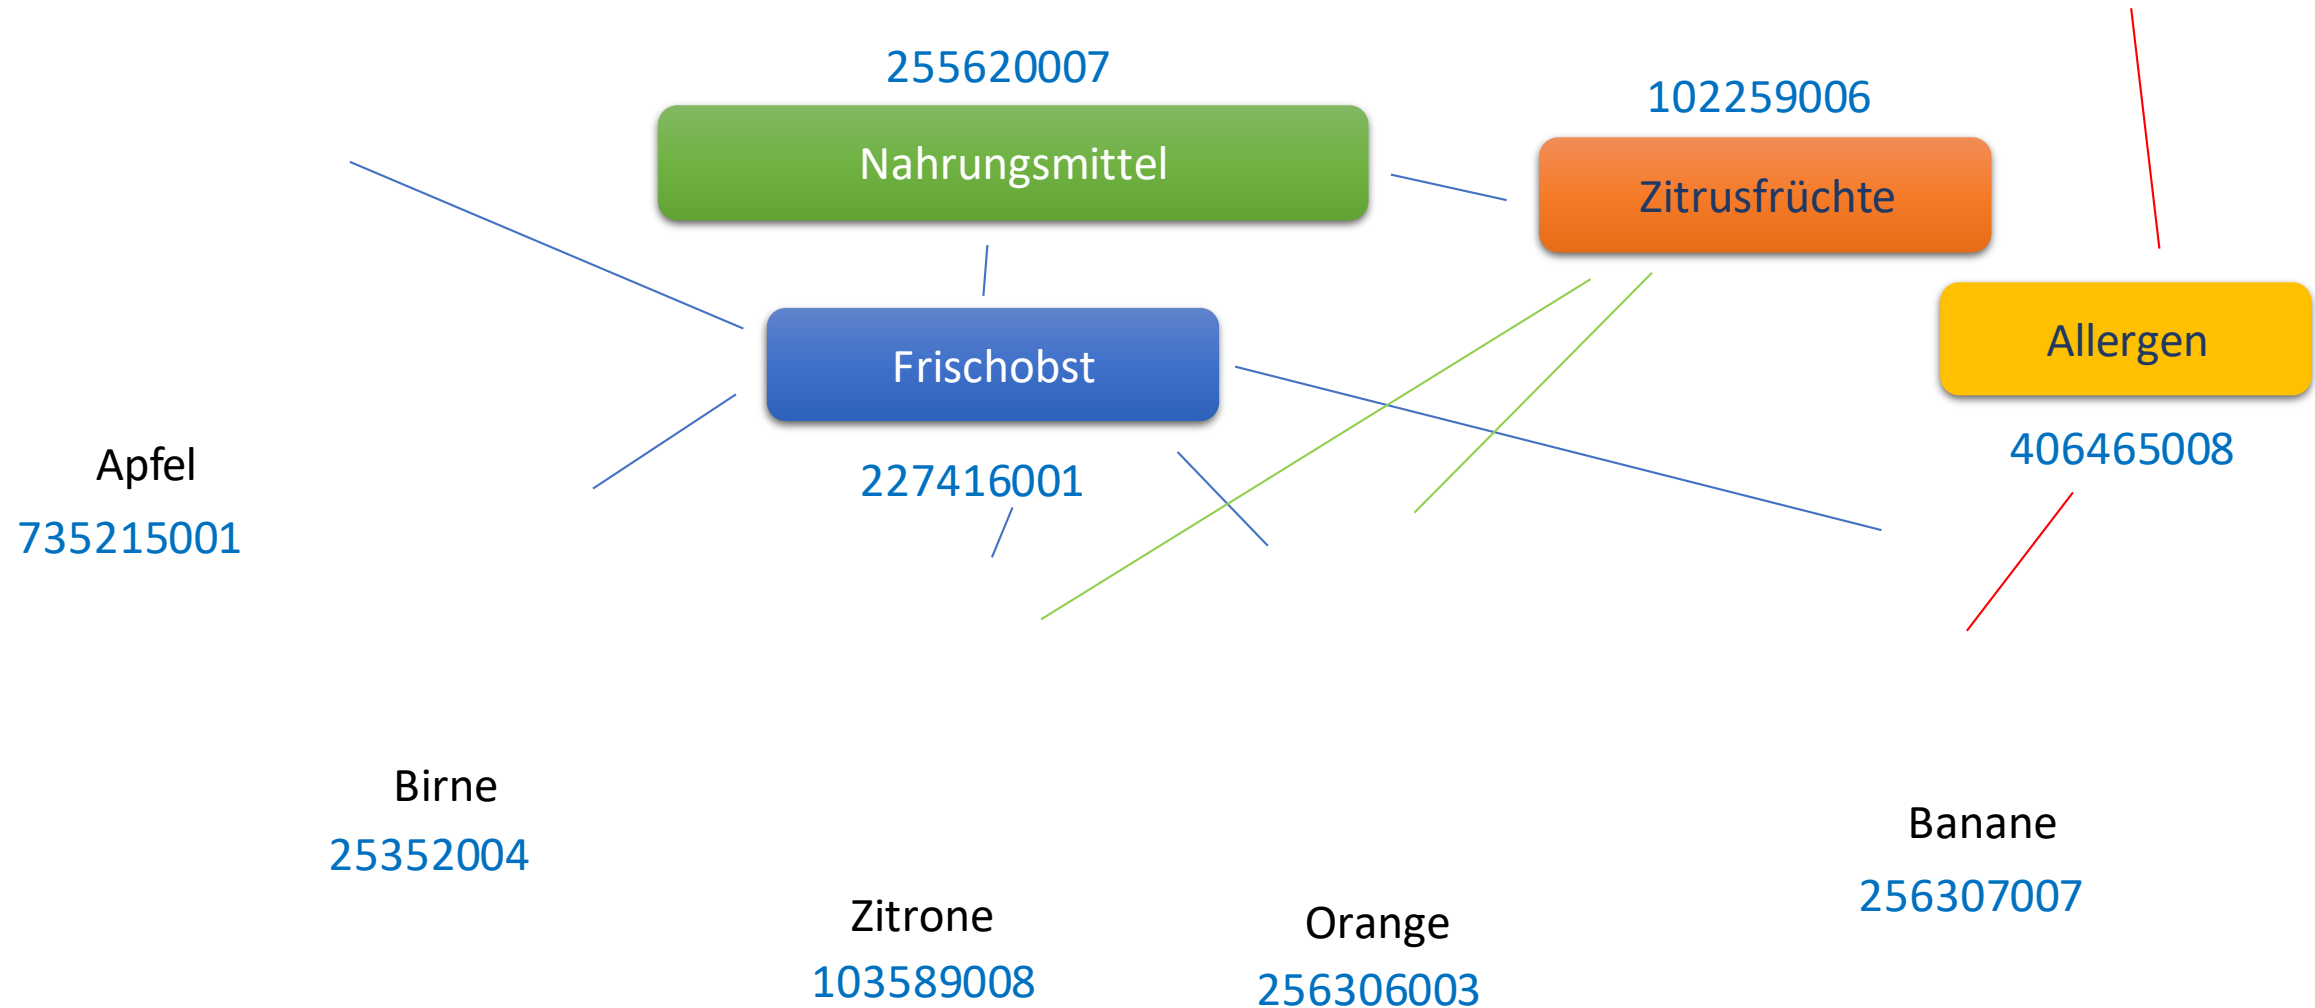 255620007
Nahrungsmittel
102259006
Zitrusfrüchte
Frischobst
227416001
Allergen
406465008
Apfel
735215001
Birne
25352004
Zitrone
103589008
Orange
256306003
Banane
256307007